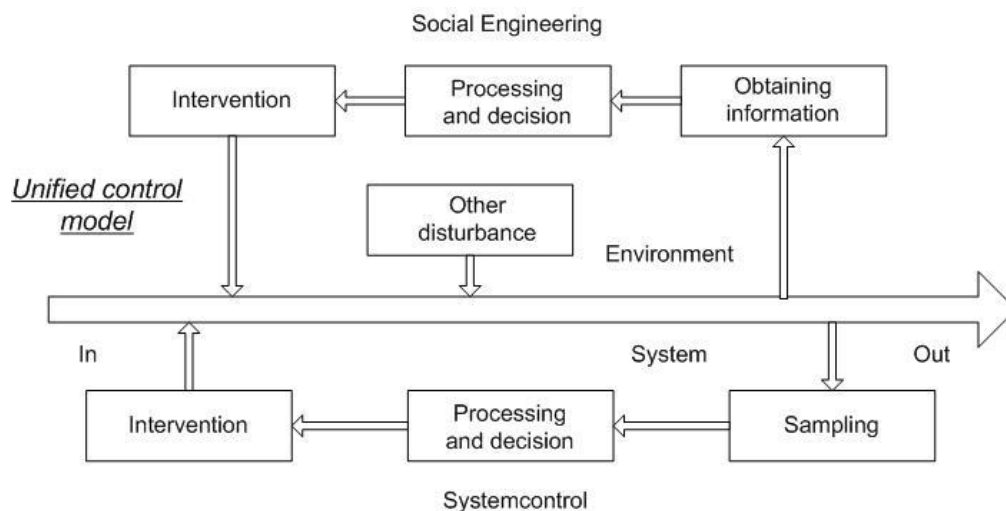 Social Engineering
Intervention
Processing
and decision
Obtaining
information
Unified control
model
Other
disturbance
Environment
In
System
Out
Intervention
Processing
and decision
Sampling
Systemcontrol